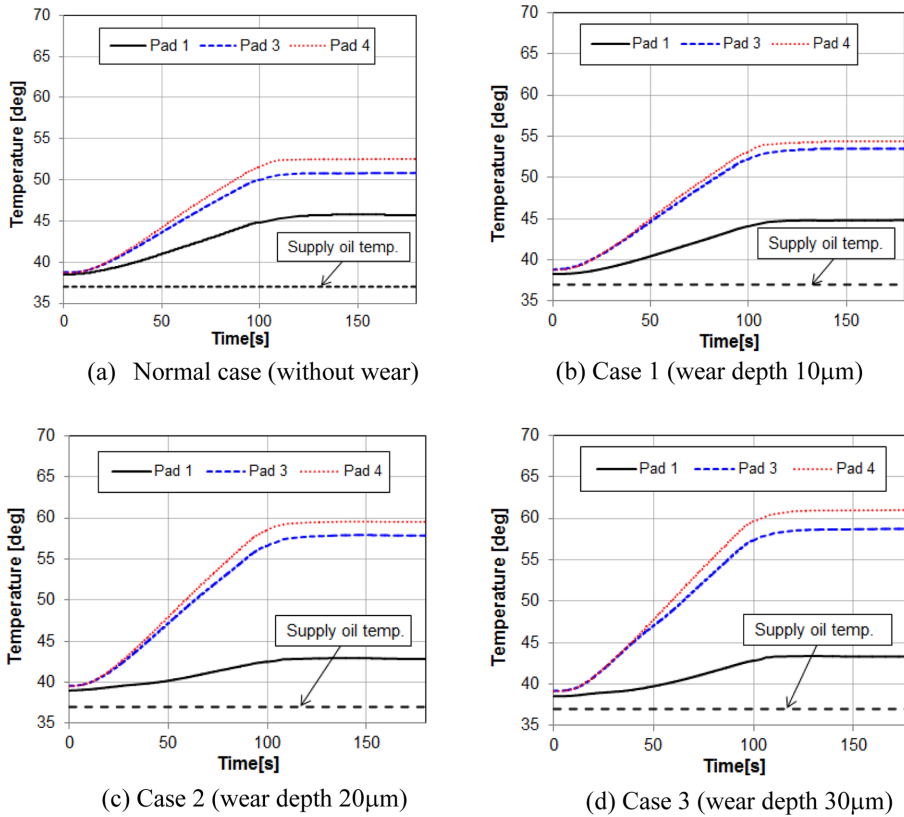 70
65
60
55
50
45
40
35
Temperature [deg]
Pad 1 Pad 3 Pad 4
Supply oil temp.
0 50 100 150
Time[s]
(a) Normal case (without wear)
70
65
60
55
50
45
40
35
Temperature [deg]
Pad 1 Pad 3 Pad 4
Supply oil temp.
0 50 100 150
Time[s]
(b) Case 1 (wear depth 10μm)
70
65
60
55
50
45
40
35
Temperature [deg]
Pad 1 Pad 3 Pad 4
Supply oil temp.
0 50 100 150
Time[s]
(c) Case 2 (wear depth 20μm)
70
65
60
55
50
45
40
35
Temperature [deg]
Pad 1 Pad 3 Pad 4
Supply oil temp.
0 50 100 150
Time[s]
(d) Case 3 (wear depth 30μm)